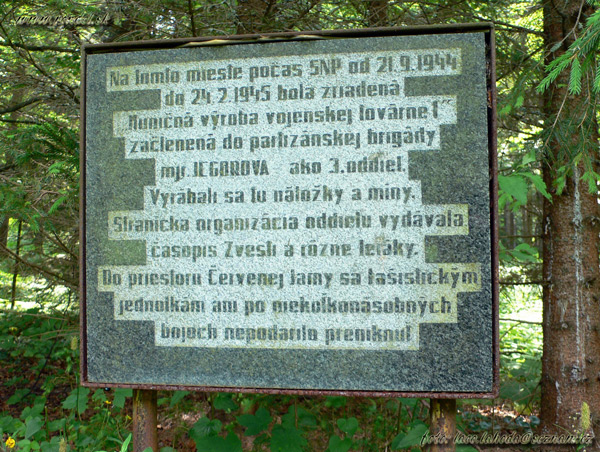 Na tomto mieste počas SNP od 21.9.1944
do 24.2.1945 bola zriadená
"Muničná výroba vojenskej továrne 1"
začlenená do partizánskej brigády
mjr. JEGOROVA ako 3.oddiel.
Vyrábali sa tu náložky a míny.
Stranícka organizácia oddielu vydávala
časopis Zvesti a rôzne letáky.
Do priestoru Červenej Jamy sa fašistickým
jednotkám ani po niekoľkonásobných
bojoch nepodarilo preniknúť